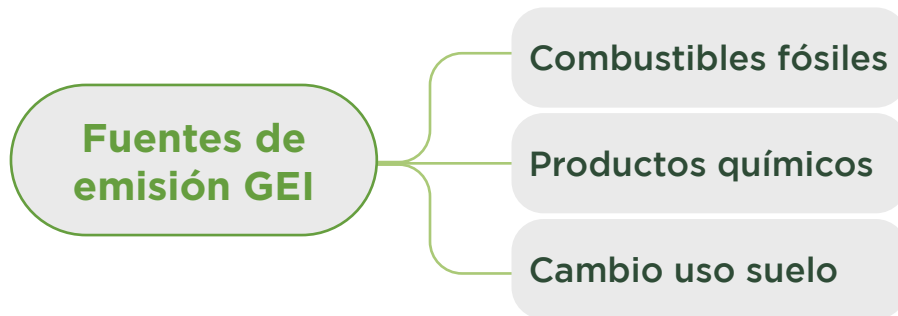 Fuentes de
emisión GEI
Combustibles fósiles
Productos químicos
Cambio uso suelo